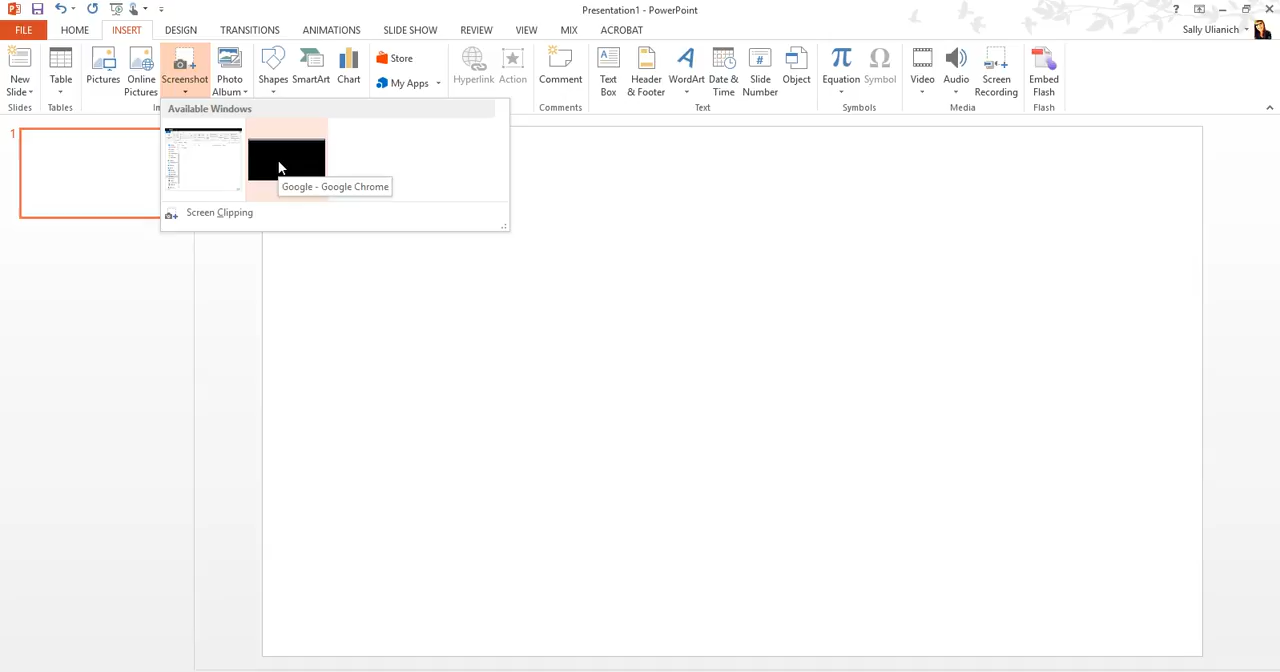 Presentation1 - PowerPoint
?
FILE HOME INSERT DESIGN TRANSITIONS ANIMATIONS SLIDE SHOW REVIEW VIEW MIX ACROBAT
Sally Ulianich
New Slide
Table
Pictures
Online Pictures
Screenshot
Photo Album
Shapes
SmartArt
Chart
Store
My Apps
Hyperlink
Action
Comment
Text Box
Header & Footer
WordArt
Date & Time
Slide Number
Object
Equation
Symbol
Video
Audio
Screen Recording
Embed Flash
Slides
Tables
Comments
Text
Symbols
Media
Flash
Available Windows
Google - Google Chrome
Screen Clipping
1